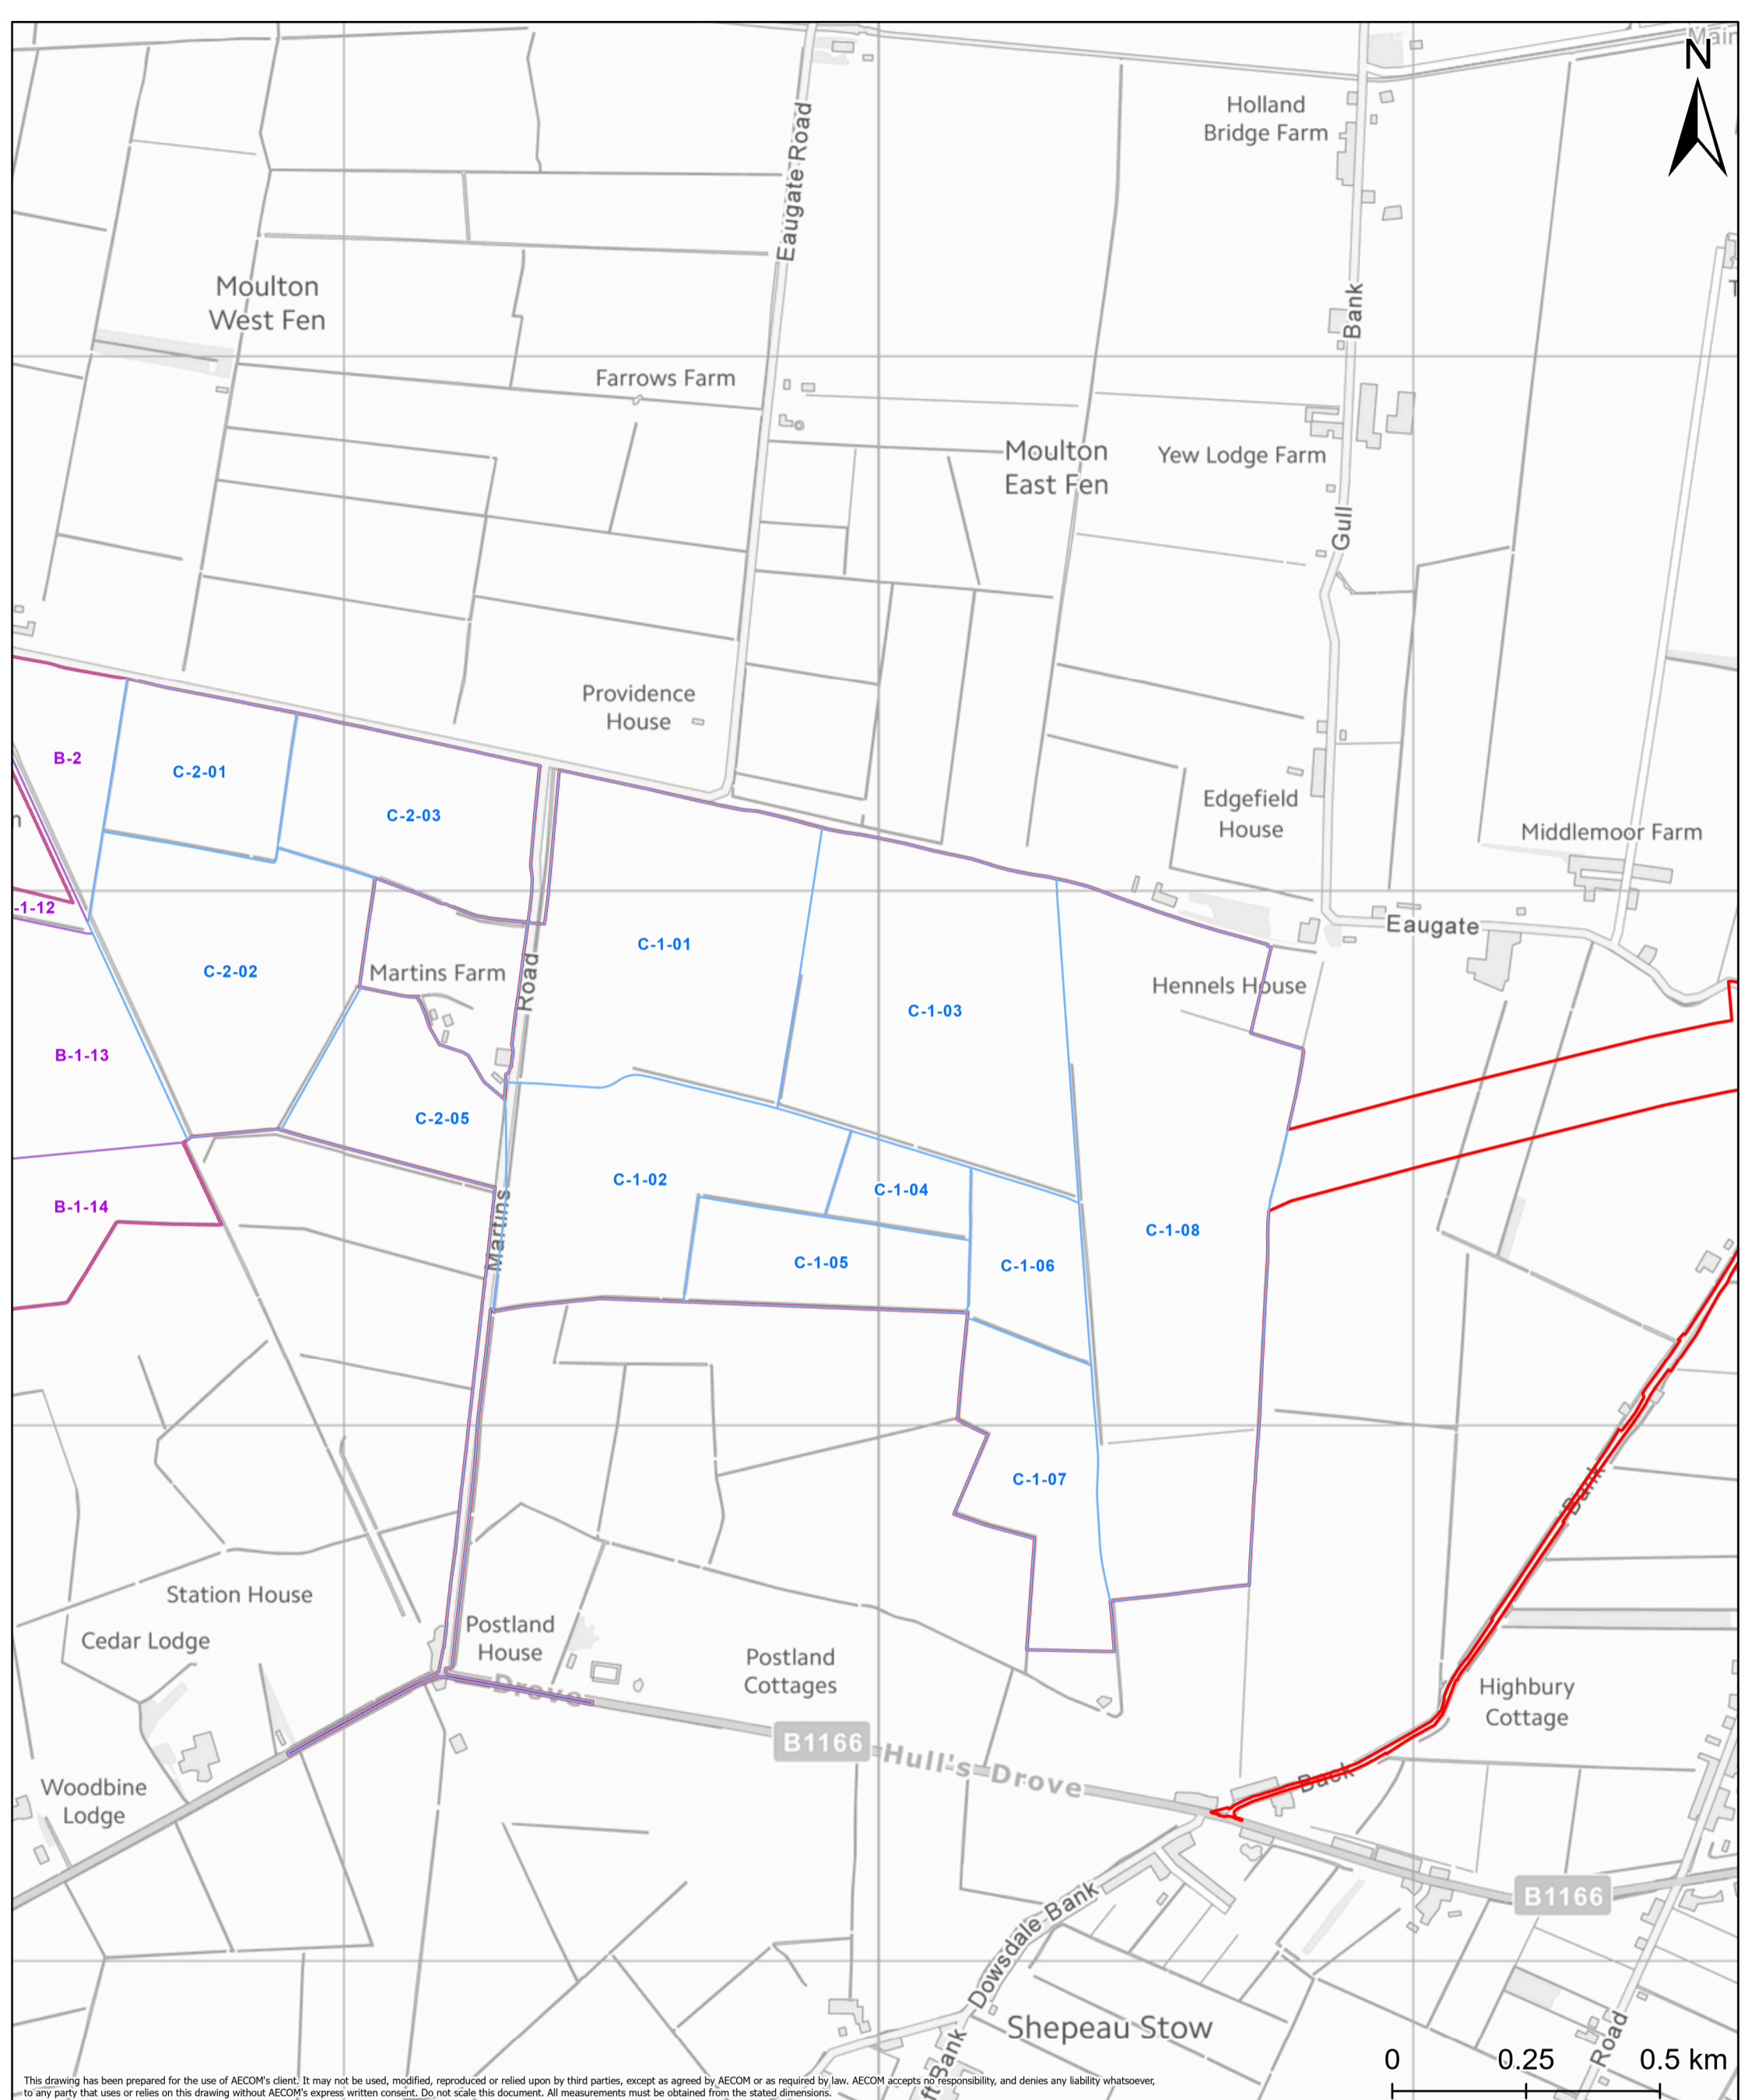 Main
N
Holland
Bridge Farm
Eaugate Road
Moulton
West Fen
Bank
Farrows Farm
Moulton
East Fen
Yew Lodge Farm
Gull
Providence
House
B-2
C-2-01
C-2-03
Edgefield
House
Middlemoor Farm
-1-12
C-1-01
Eaugate
C-2-02
Martins Farm
Road
Hennels House
C-1-03
B-1-13
C-2-05
C-1-02
C-1-04
B-1-14
Martins
C-1-08
C-1-05
C-1-06
C-1-07
Bank
Station House
Postland
House
Cedar Lodge
Postland
Cottages
Drove
Highbury
Cottage
B1166
Hull's Drove
Buck
Woodbine
Lodge
B1166
Dowsdale Bank
Shepeau Stow
Road
ft Bank
0 0.25 0.5 km
This drawing has been prepared for the use of AECOM's client. It may not be used, modified, reproduced or relied upon by third parties, except as agreed by AECOM or as required by law. AECOM accepts no responsibility, and denies any liability whatsoever,
to any party that uses or relies on this drawing without AECOM's express written consent. Do not scale this document. All measurements must be obtained from the stated dimensions.